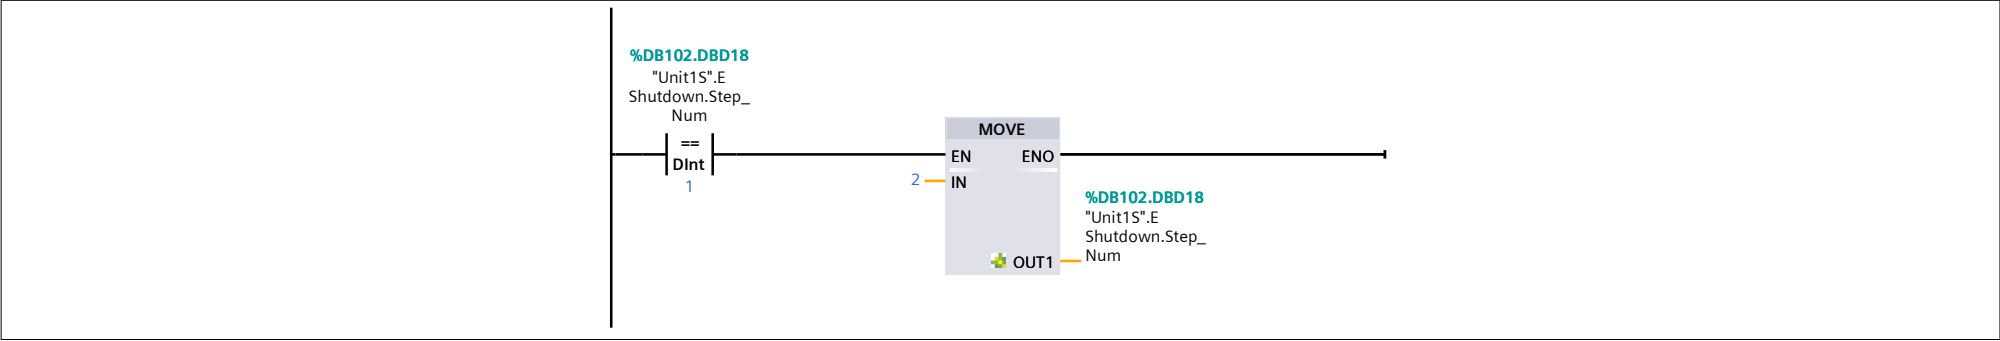 %DB102.DBD18
"Unit1S".E
Shutdown.Step_
Num
==
DInt
1
MOVE
EN ENO
2 IN
%DB102.DBD18
"Unit1S".E
Shutdown.Step_
Num
OUT1